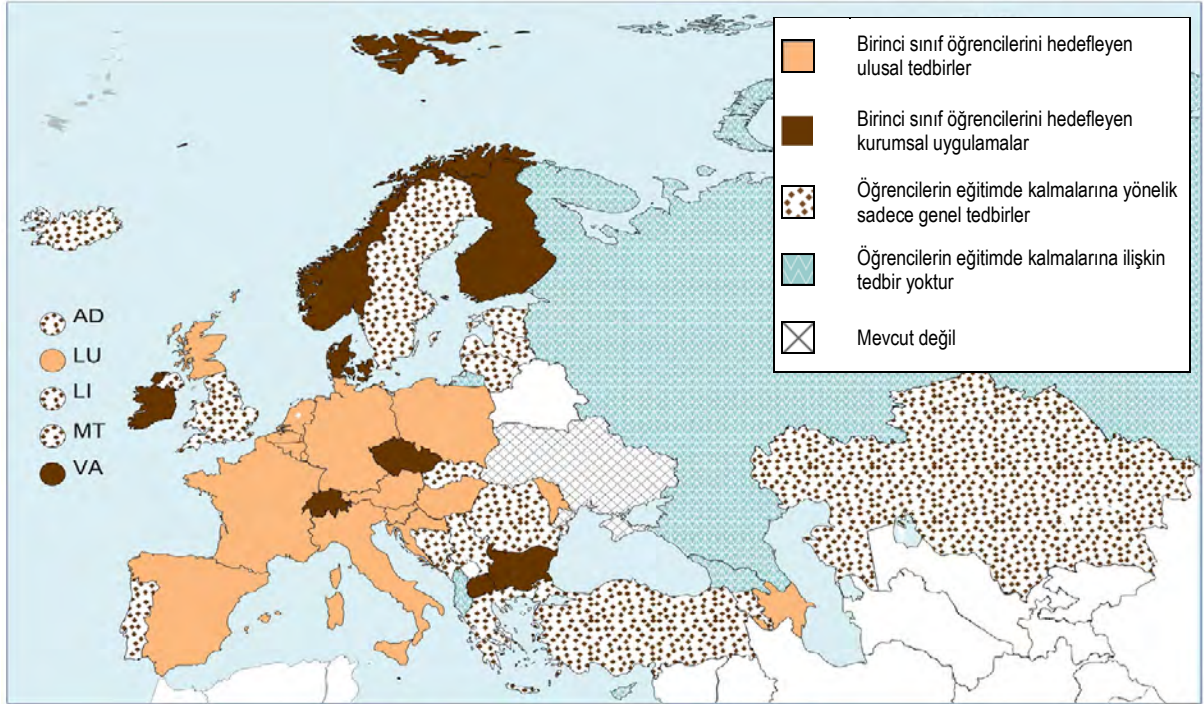 Birinci sınıf öğrencilerini hedefleyen
ulusal tedbirler
Birinci sınıf öğrencilerini hedefleyen
kurumsal uygulamalar
Öğrencilerin eğitimde kalmalarına yönelik
sadece genel tedbirler
Öğrencilerin eğitimde kalmalarına ilişkin
tedbir yoktur
Mevcut değil
AD
LU
LI
MT
VA